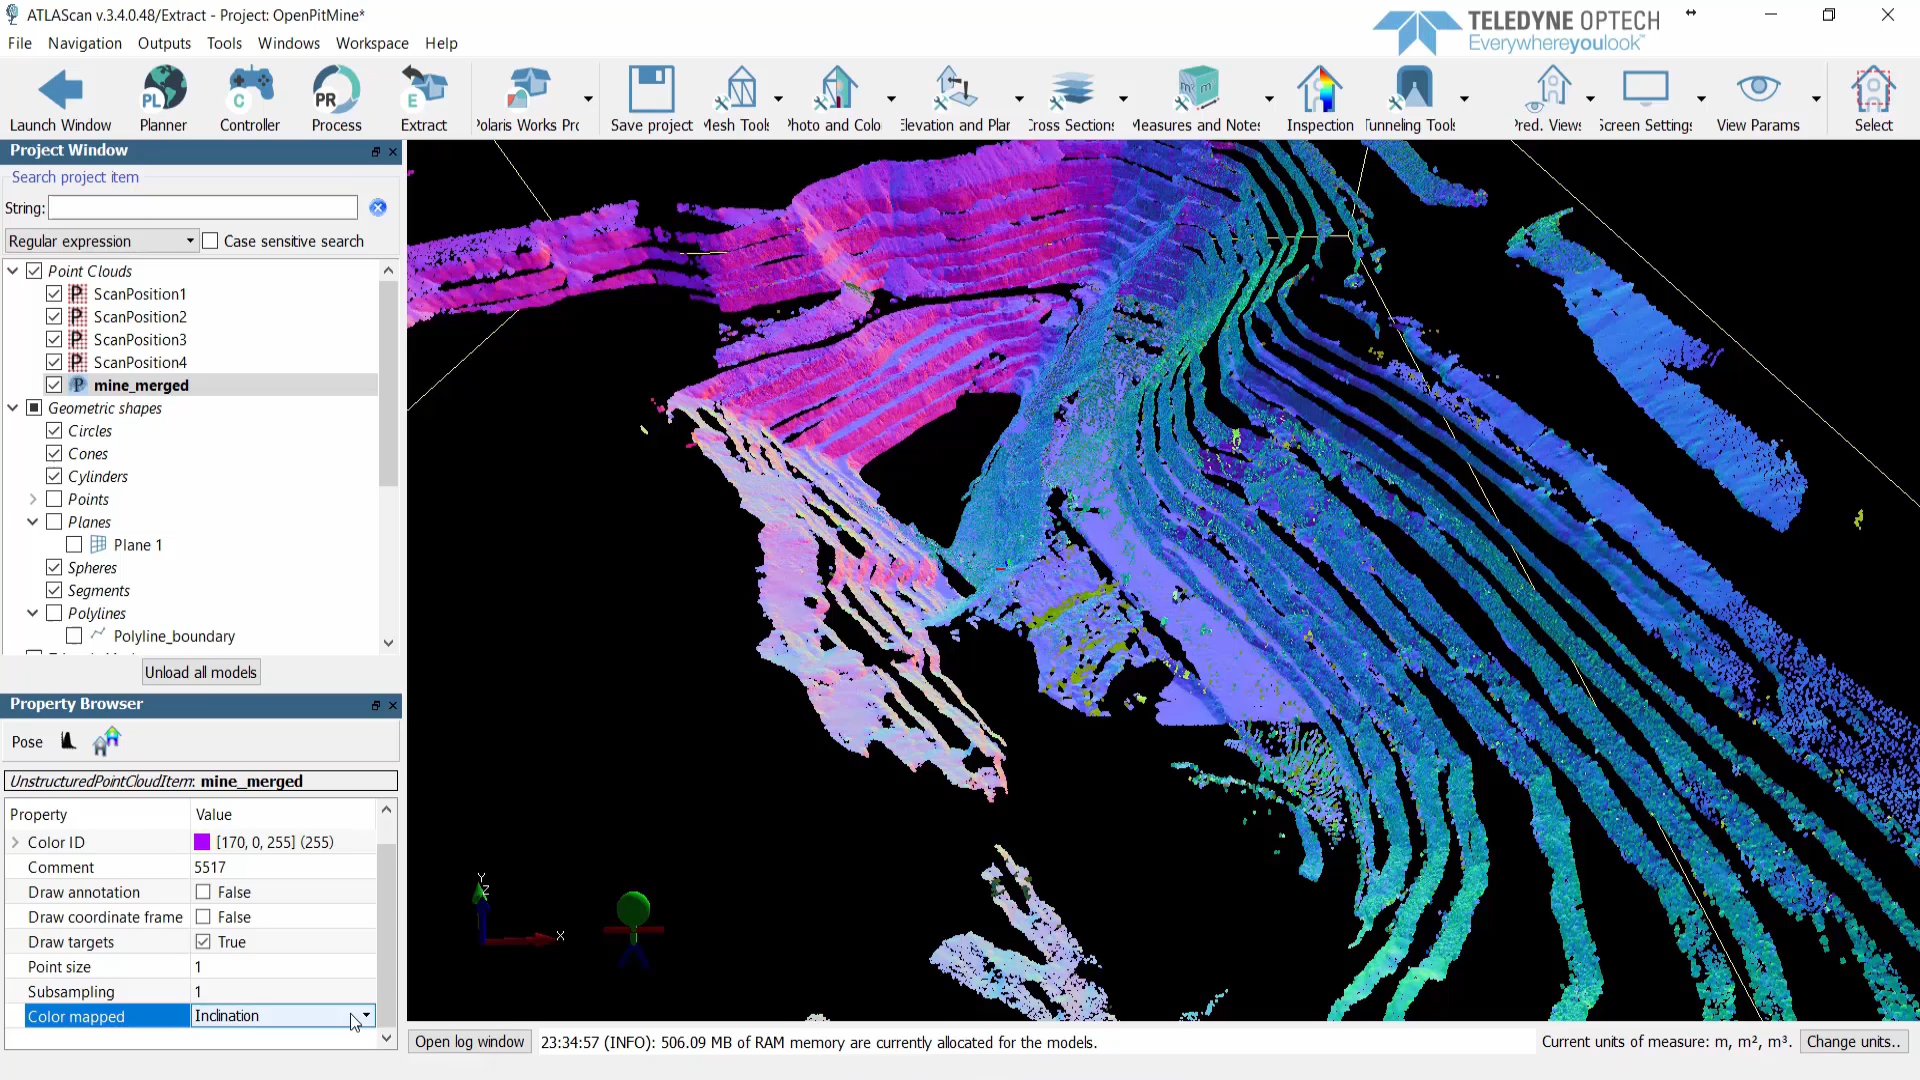 ATLAScan v.3.4.0.48/Extract - Project: OpenPitMine*
TELEDYNE OPTECH
Everywhereyoulook™
File Navigation Outputs Tools Windows Workspace Help
PL C PR E
Launch Window Planner Controller Process Extract Polaris Works Pro Save project Mesh Tools Photo and Colo Elevation and Plan Cross Sections Measures and Notes Inspection Tunneling Tools Pred. Views Screen Settings View Params Select
Project Window
Search project item
String:
Regular expression Case sensitive search
Point Clouds
P ScanPosition1
P ScanPosition2
P ScanPosition3
P ScanPosition4
P mine_merged
Geometric shapes
Circles
Cones
Cylinders
Points
Planes
Plane 1
Spheres
Segments
Polylines
Polyline_boundary
Unload all models
Property Browser
Pose
UnstructuredPointCloudItem: mine_merged
Property Value
Color ID [170, 0, 255] (255)
Comment 5517
Draw annotation False
Draw coordinate frame False
Draw targets True
Point size 1
Subsampling 1
Color mapped Inclination
Y
Z
X
Open log window 23:34:57 (INFO): 506.09 MB of RAM memory are currently allocated for the models. Current units of measure: m, m², m³. Change units..